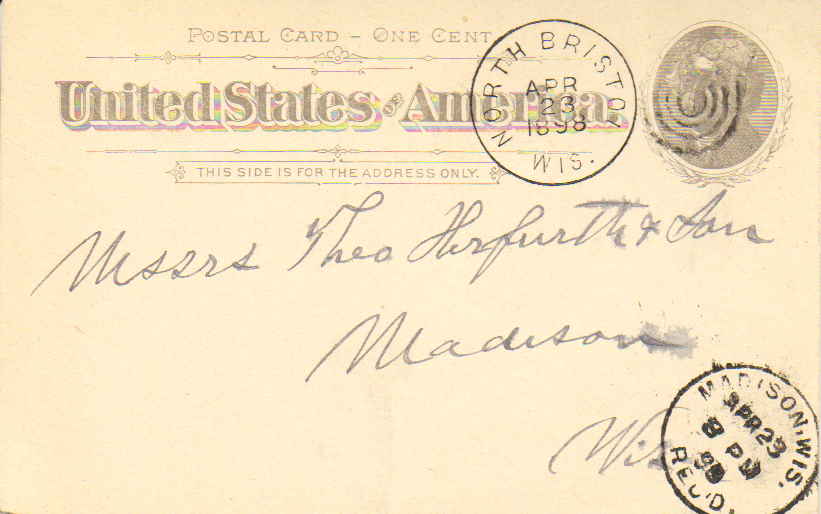 POSTAL CARD - ONE CENT
United States OF America.
THIS SIDE IS FOR THE ADDRESS ONLY.
NORTH BRISTOL
APR
23
1898
WIS.
Mssrs Theo Herfurth & Son
Madison
Wis
MADISON, WIS.
APR 23
8 PM
98
REC'D.